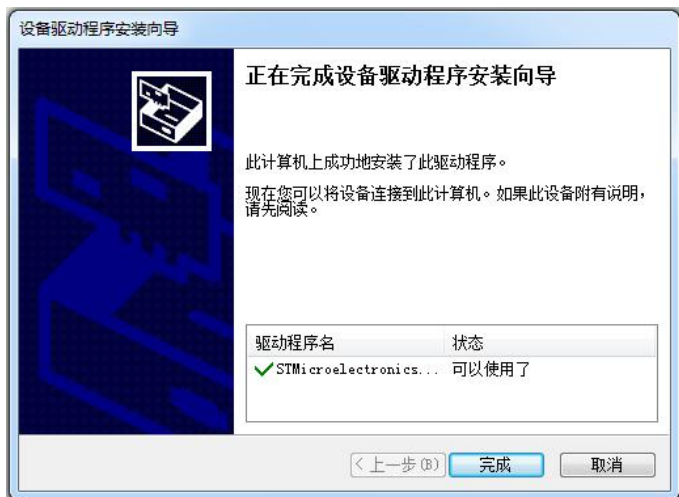 设备驱动程序安装向导
正在完成设备驱动程序安装向导
此计算机上成功地安装了此驱动程序。
现在您可以将设备连接到此计算机。如果此设备附有说明，
请先阅读。
驱动程序名 状态
STMicroelectronics... 可以使用了
<上一步(B) 完成 取消